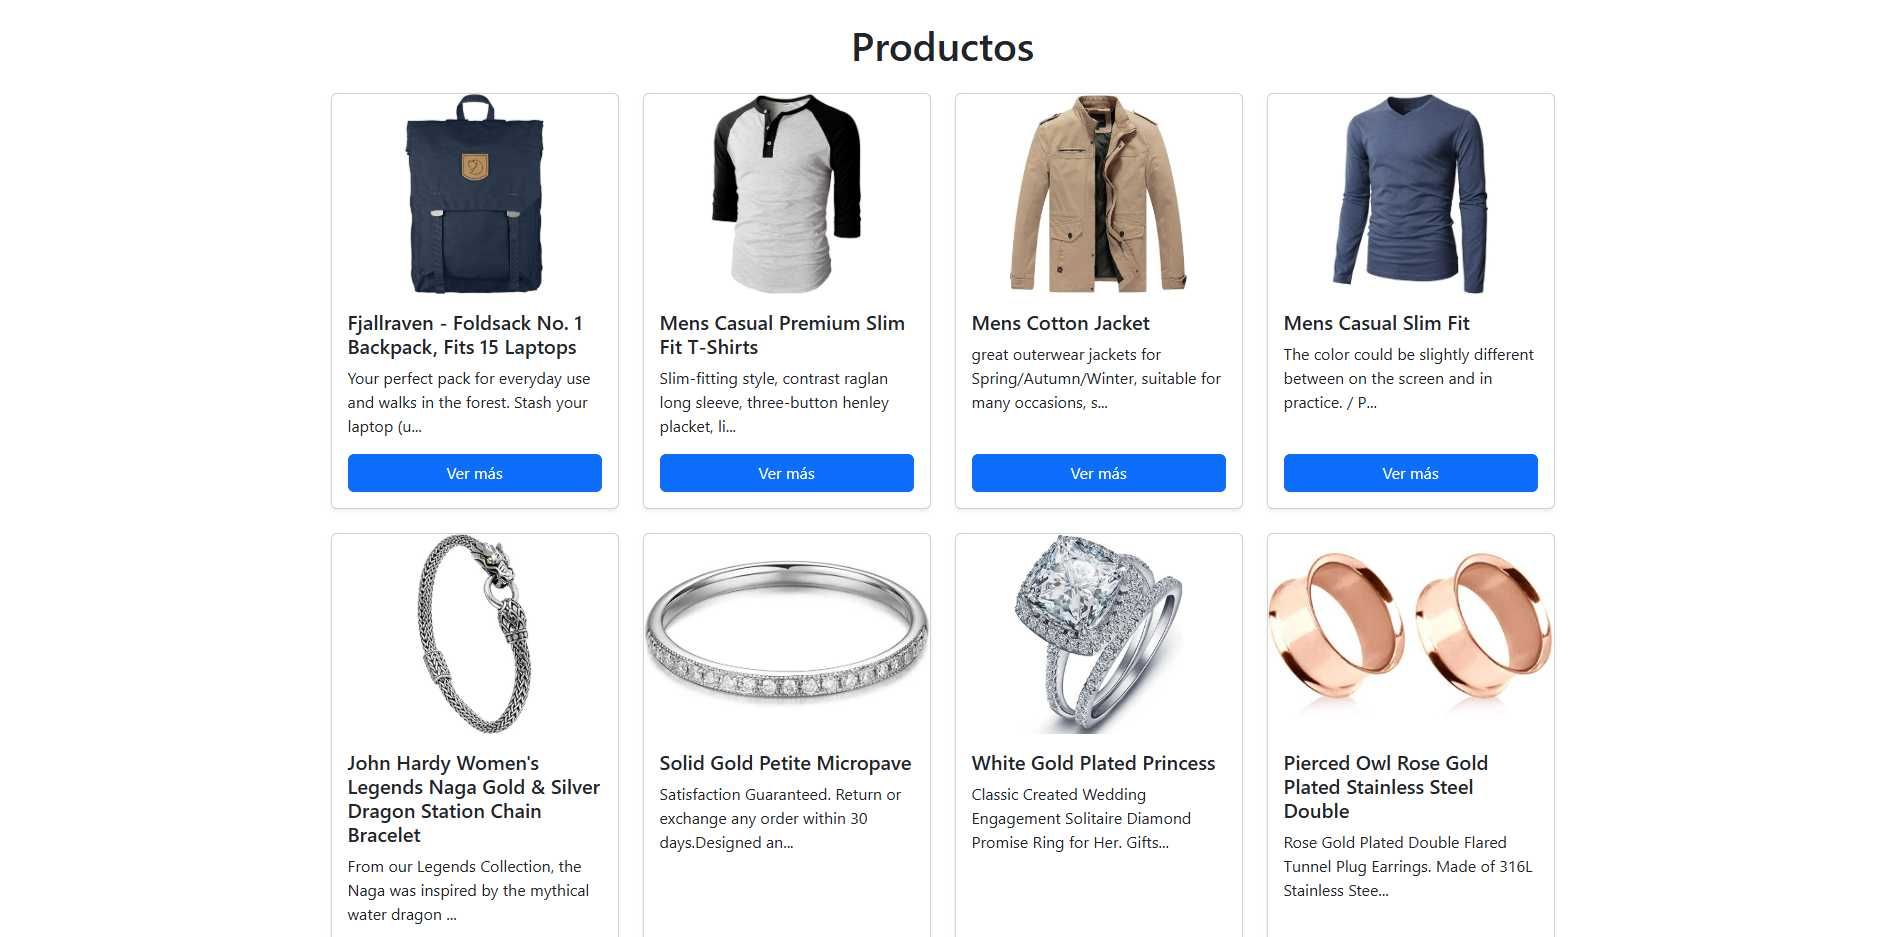 Productos
Fjallraven - Foldsack No. 1
Backpack, Fits 15 Laptops
Your perfect pack for everyday use
and walks in the forest. Stash your
laptop (u...
Ver más
Mens Casual Premium Slim
Fit T-Shirts
Slim-fitting style, contrast raglan
long sleeve, three-button henley
placket, li...
Ver más
Mens Cotton Jacket
great outerwear jackets for
Spring/Autumn/Winter, suitable for
many occasions, s...
Ver más
Mens Casual Slim Fit
The color could be slightly different
between on the screen and in
practice. / P...
Ver más
John Hardy Women's
Legends Naga Gold & Silver
Dragon Station Chain
Bracelet
From our Legends Collection, the
Naga was inspired by the mythical
water dragon ...
Solid Gold Petite Micropave
Satisfaction Guaranteed. Return or
exchange any order within 30
days.Designed an...
White Gold Plated Princess
Classic Created Wedding
Engagement Solitaire Diamond
Promise Ring for Her. Gifts...
Pierced Owl Rose Gold
Plated Stainless Steel
Double
Rose Gold Plated Double Flared
Tunnel Plug Earrings. Made of 316L
Stainless Stee...